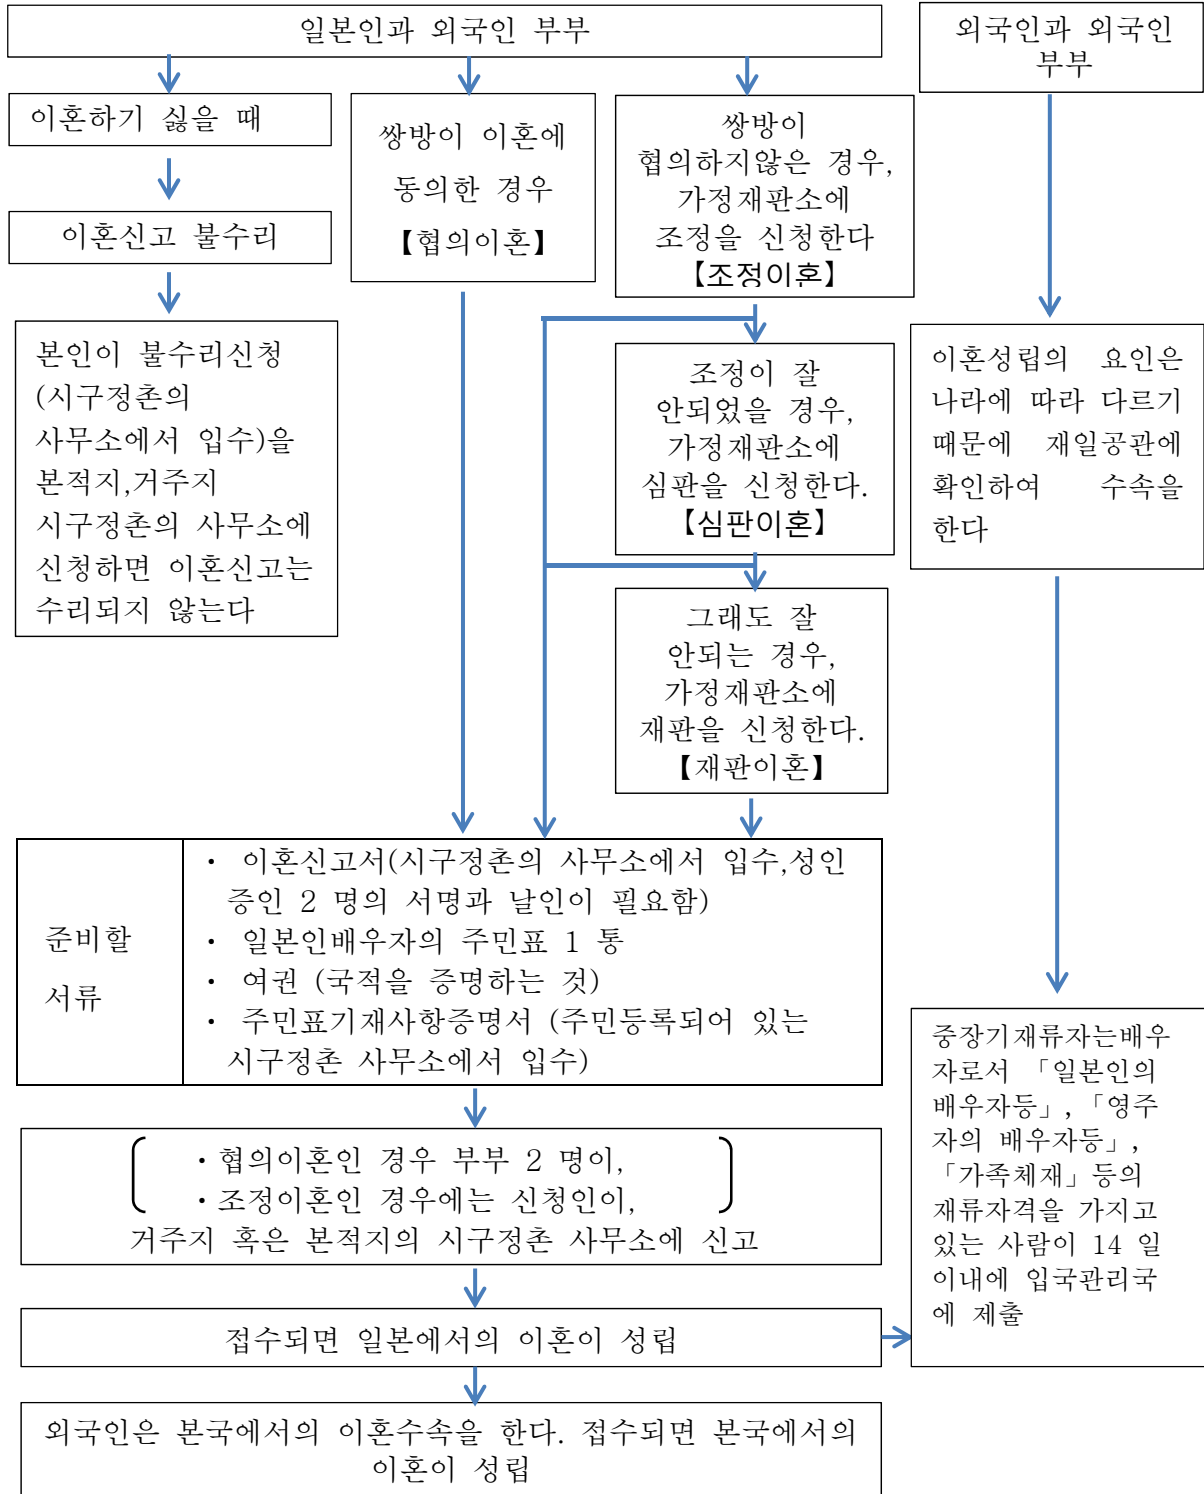 일본인과 외국인 부부
외국인과 외국인
부부
이혼하기 싫을 때
이혼신고 불수리
본인이 불수리신청
(시구정촌의
사무소에서 입수)을
본적지,거주지
시구정촌의 사무소에
신청하면 이혼신고는
수리되지 않는다
쌍방이 이혼에
동의한 경우
【협의이혼】
쌍방이
협의하지않은 경우,
가정재판소에
조정을 신청한다
【조정이혼】
조정이 잘
안되었을 경우,
가정재판소에
심판을 신청한다.
【심판이혼】
그래도 잘
안되는 경우,
가정재판소에
재판을 신청한다.
【재판이혼】
이혼성립의 요인은
나라에 따라 다르기
때문에 재일공관에
확인하여 수속을
한다
준비할
서류
· 이혼신고서(시구정촌의 사무소에서 입수,성인
증인 2 명의 서명과 날인이 필요함)
· 일본인배우자의 주민표 1 통
· 여권 (국적을 증명하는 것)
· 주민표기재사항증명서 (주민등록되어 있는
시구정촌 사무소에서 입수)
· 협의이혼인 경우 부부 2 명이,
· 조정이혼인 경우에는 신청인이,
거주지 혹은 본적지의 시구정촌 사무소에 신고
접수되면 일본에서의 이혼이 성립
외국인은 본국에서의 이혼수속을 한다. 접수되면 본국에서의
이혼이 성립
중장기재류자는배우
자로서 「일본인의
배우자등」, 「영주
자의 배우자등」,
「가족체재」등의
재류자격을 가지고
있는 사람이 14 일
이내에 입국관리국
에 제출